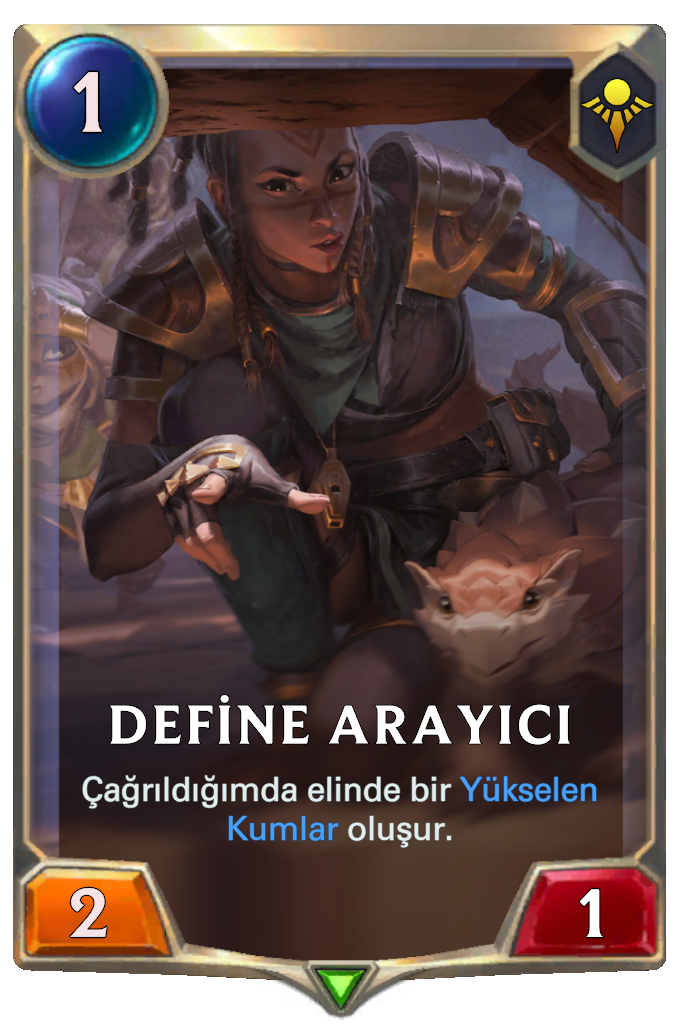 1
DEFİNE ARAYICI
Çağrıldığımda elinde bir Yükselen
Kumlar oluşur.
2
1